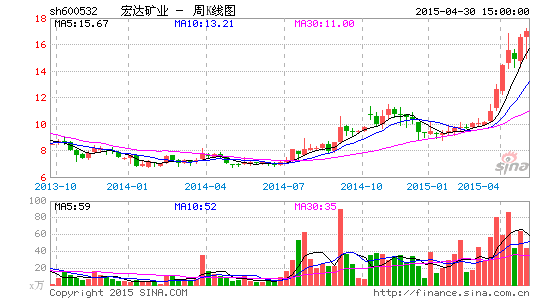 sh600532 宏达矿业 － 周K线图 2015-04-30 15:00:00
MA5:15.67 MA10:13.21 MA30:11.00
18
16
14
12
10
8
6
2013-10 2014-01 2014-04 2014-07 2014-10 2015-01 2015-04
sina
MA5:59 MA10:52 MA30:35
100
80
60
40
20
x万
Copyright 2015 SINA.COM http://finance.sina.com.cn